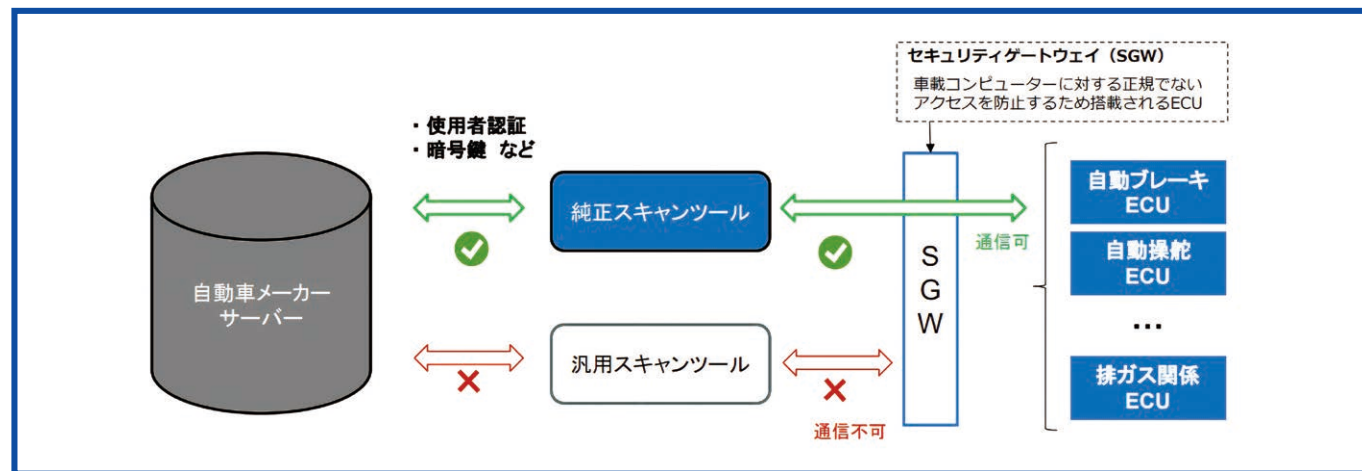 セキュリティゲートウェイ（SGW）
車載コンピューターに対する正規でない
アクセスを防止するため搭載されるECU
・使用者認証
・暗号鍵 など
自動車メーカー
サーバー
純正スキャンツール
汎用スキャンツール
通信不可
S
G
W
通信可
自動ブレーキ
ECU
自動操舵
ECU
…
排ガス関係
ECU